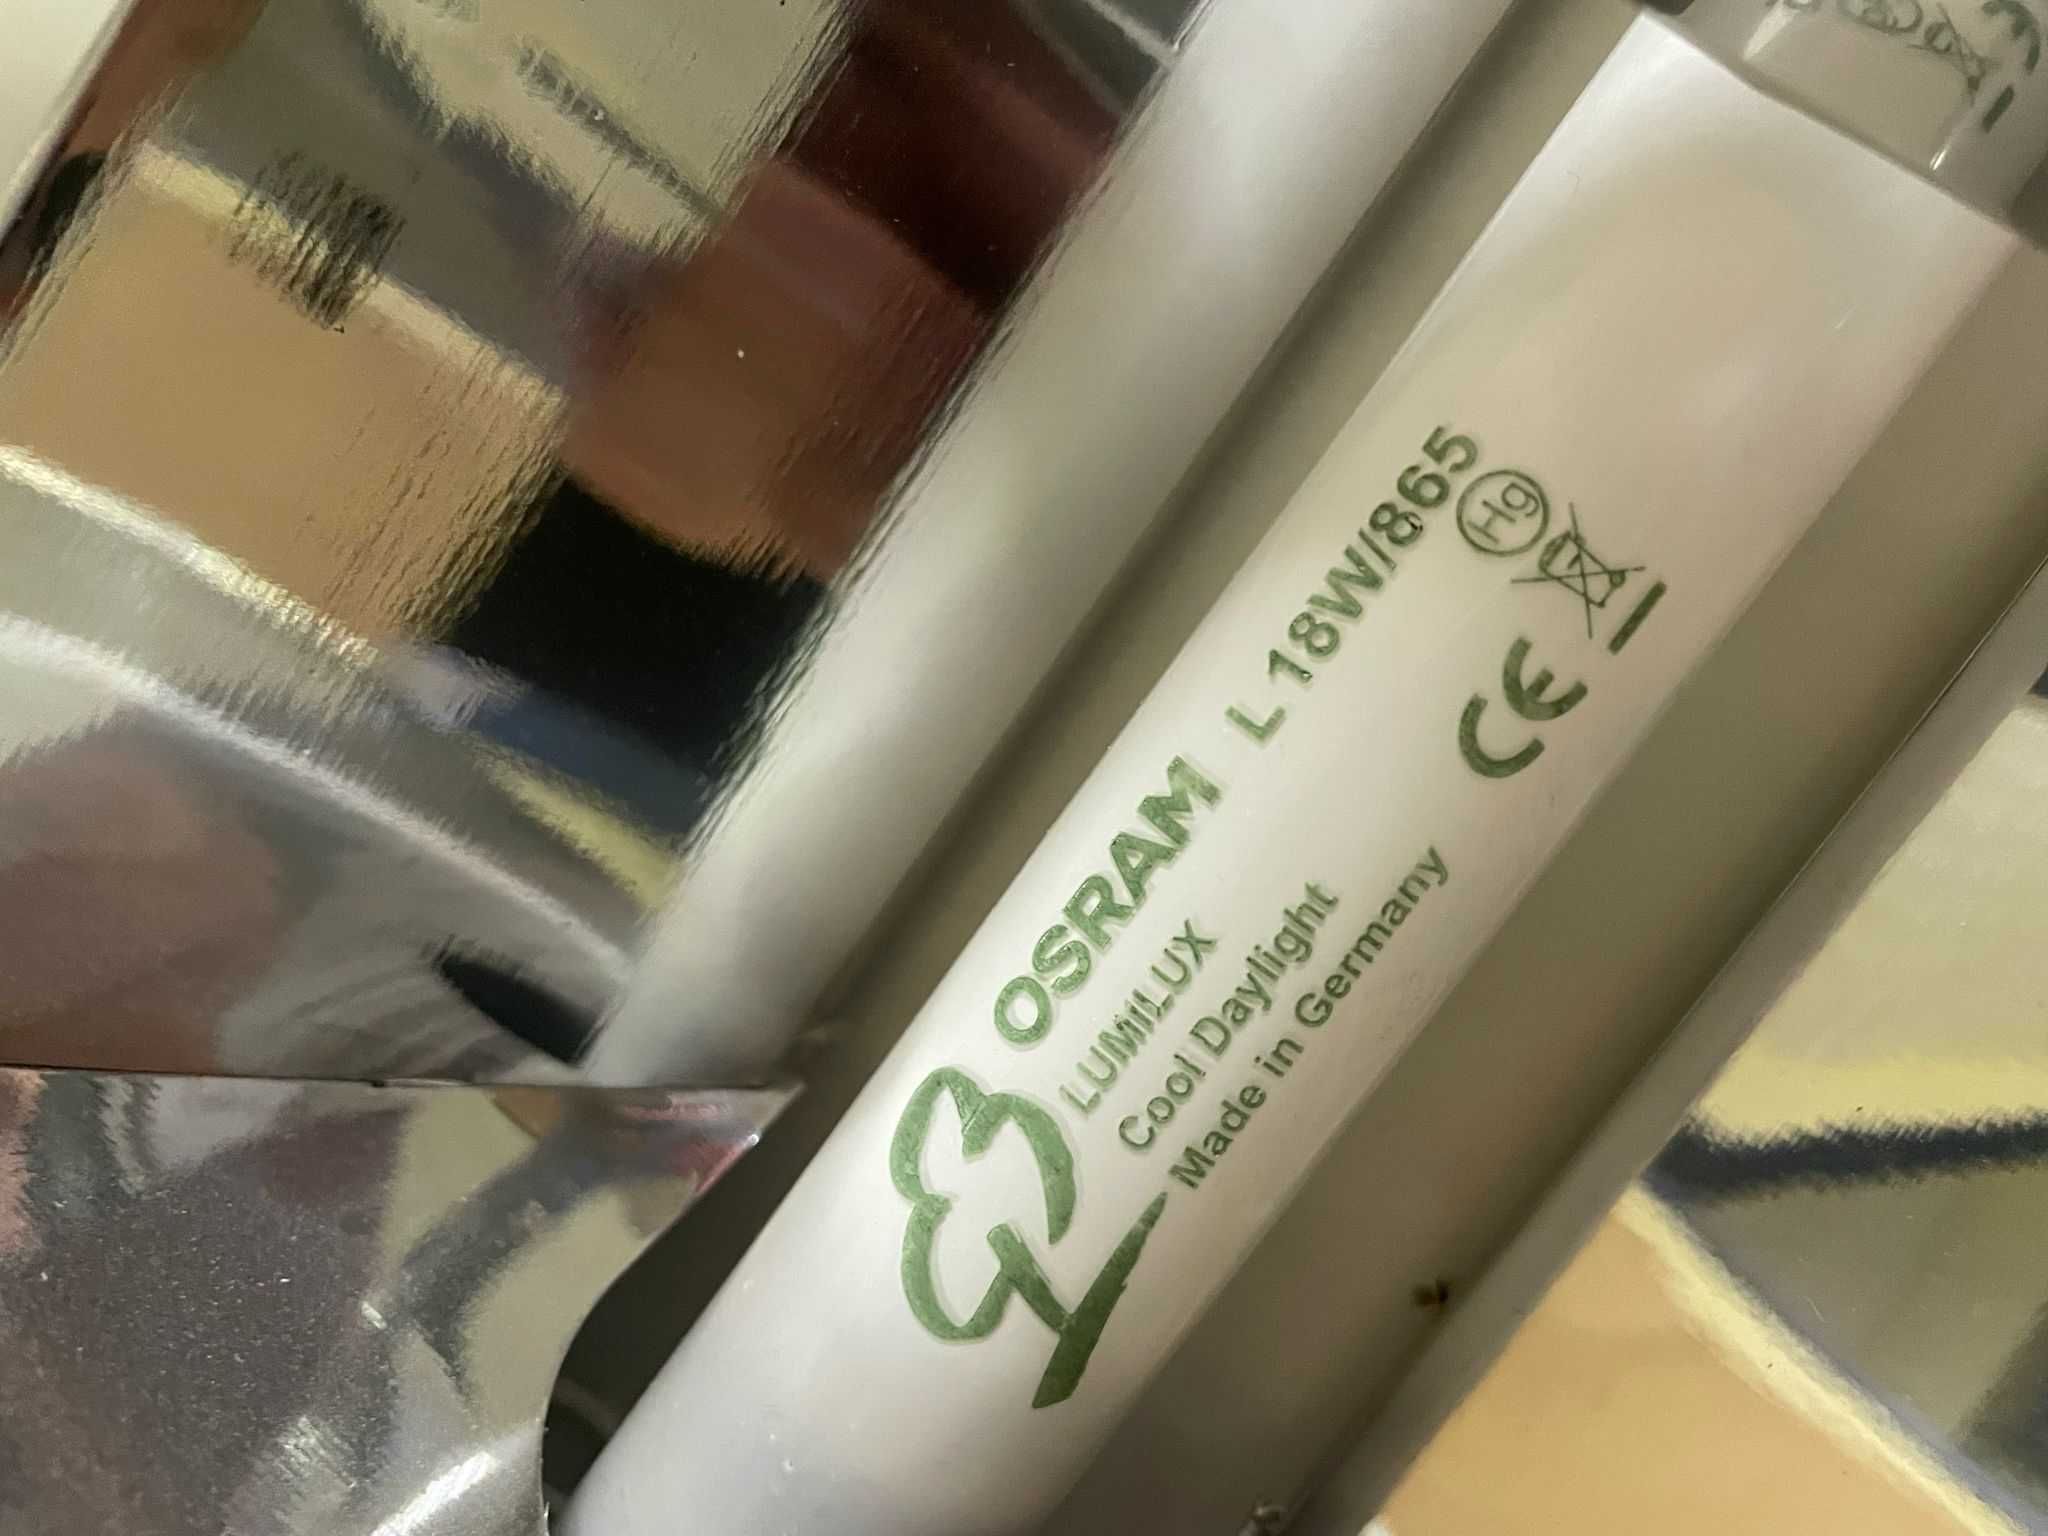 OSRAM L 18W/865
LUMILUX
Cool Daylight
Made in Germany
Hg
CE